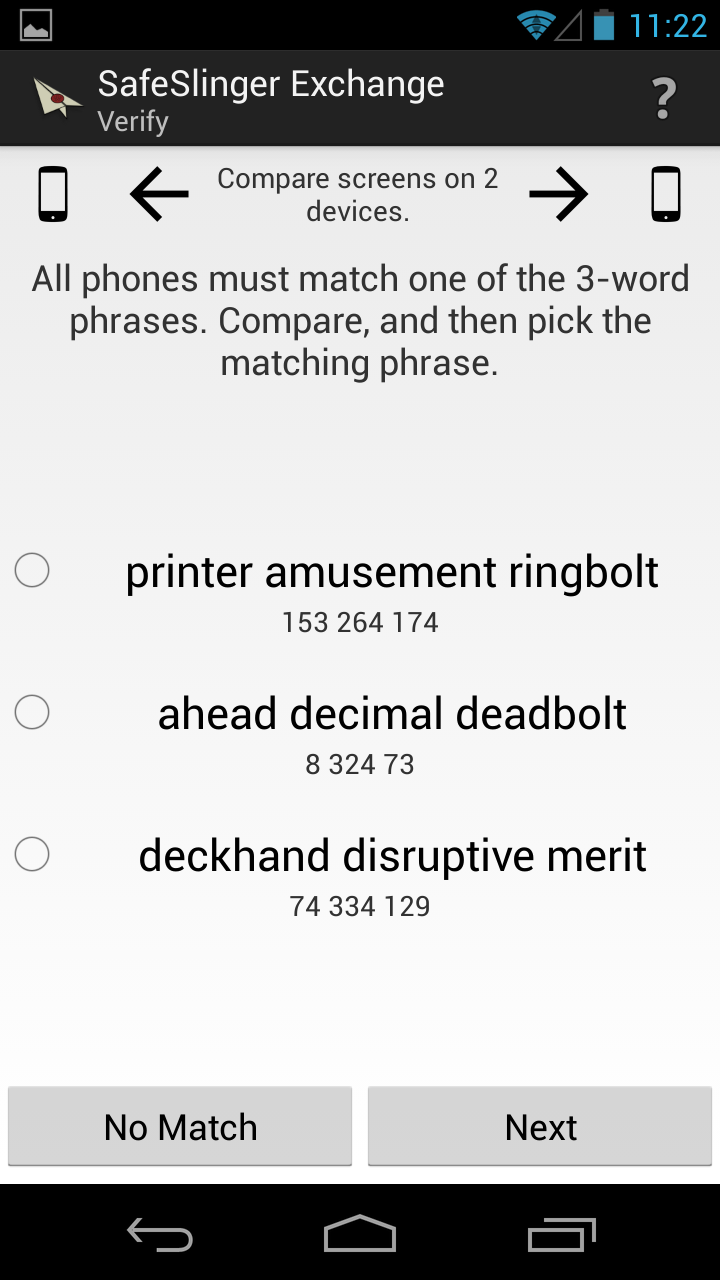 11:22
SafeSlinger Exchange
Verify
?
Compare screens on 2
devices.
All phones must match one of the 3-word
phrases. Compare, and then pick the
matching phrase.
printer amusement ringbolt
153 264 174
ahead decimal deadbolt
8 324 73
deckhand disruptive merit
74 334 129
No Match
Next